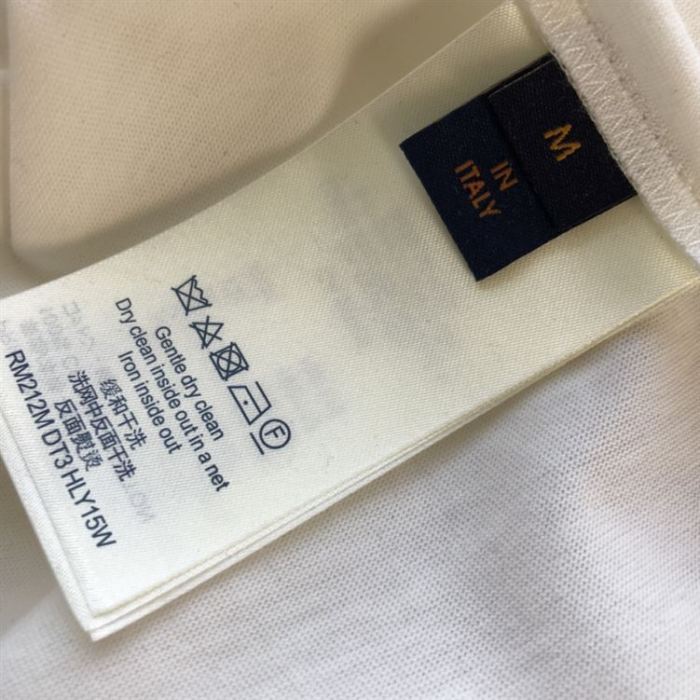 M
IN
ITALY
F
Gentle dry clean
Dry clean inside out in a net
Iron inside out
缓和干洗
洗网中反面干洗
反面熨烫
RM212M DT3 HLY15W